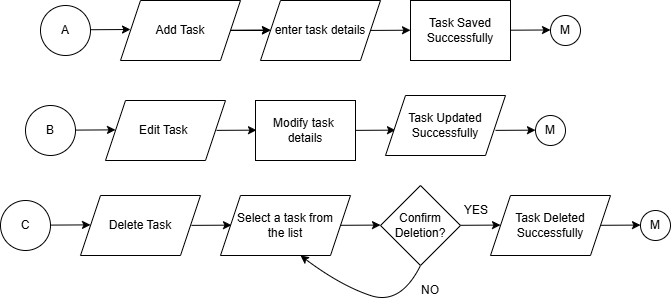 A
Add Task
enter task details
Task Saved
Successfully
M
B
Edit Task
Modify task
details
Task Updated
Successfully
M
C
Delete Task
Select a task from
the list
Confirm
Deletion?
YES
Task Deleted
Successfully
M
NO